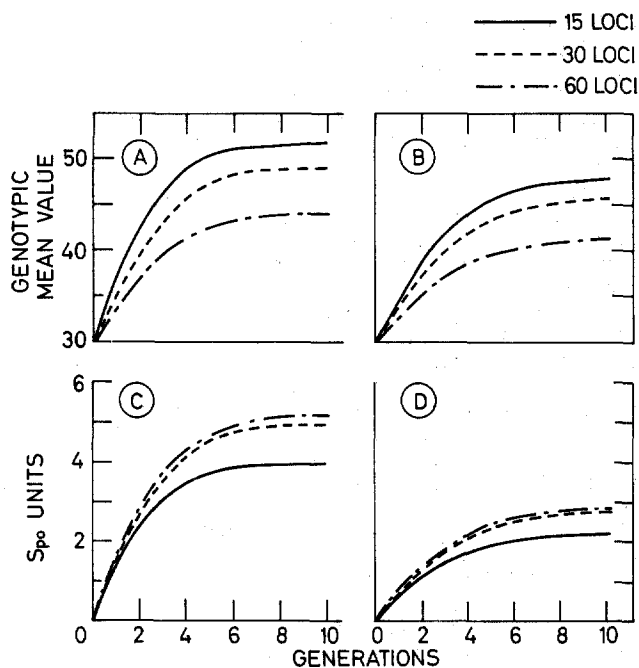 15 LOCI
30 LOCI
60 LOCI
A
B
50
40
30
GENOTYPIC
MEAN VALUE
C
D
6
4
2
0
Spo UNITS
0 2 4 6 8 10
0 2 4 6 8 10
GENERATIONS